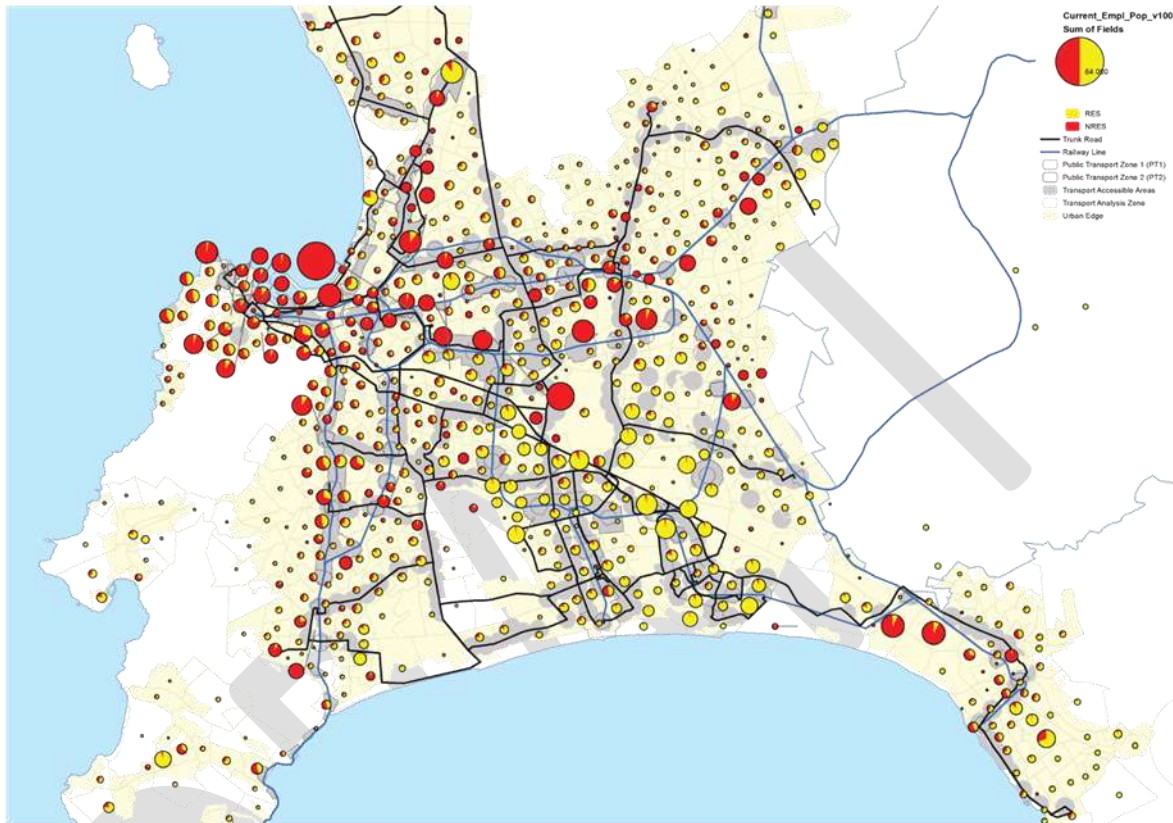 Current_Empl_Pop_v100
Sum of Fields
64 000
RES
NRES
Trunk Road
Railway Line
Public Transport Zone 1 (PT1)
Public Transport Zone 2 (PT2)
Transport Accessible Areas
Transport Analysis Zone
Urban Edge